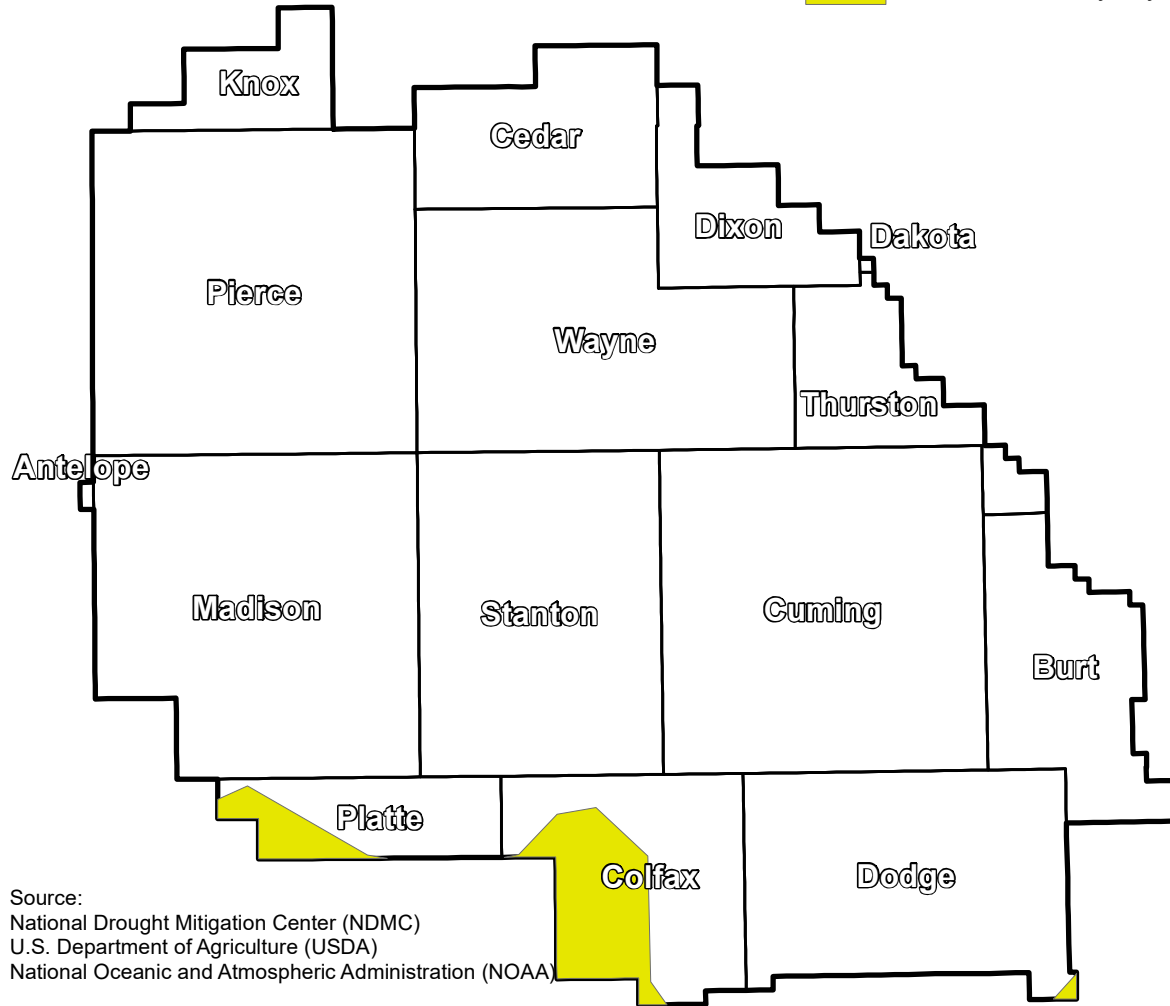 Knox
Cedar
Dixon
Dakota
Pierce
Wayne
Thurston
Antelope
Madison
Stanton
Cuming
Burt
Platte
Colfax
Dodge
Source:
National Drought Mitigation Center (NDMC)
U.S. Department of Agriculture (USDA)
National Oceanic and Atmospheric Administration (NOAA)